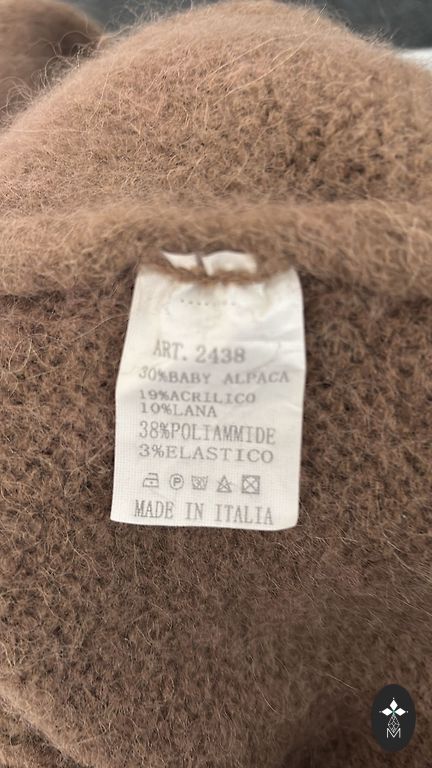 ART. 2438
30%BABY ALPACA
19%ACRILICO
10%LANA
38%POLIAMMIDE
3%ELASTICO
MADE IN ITALIA
M